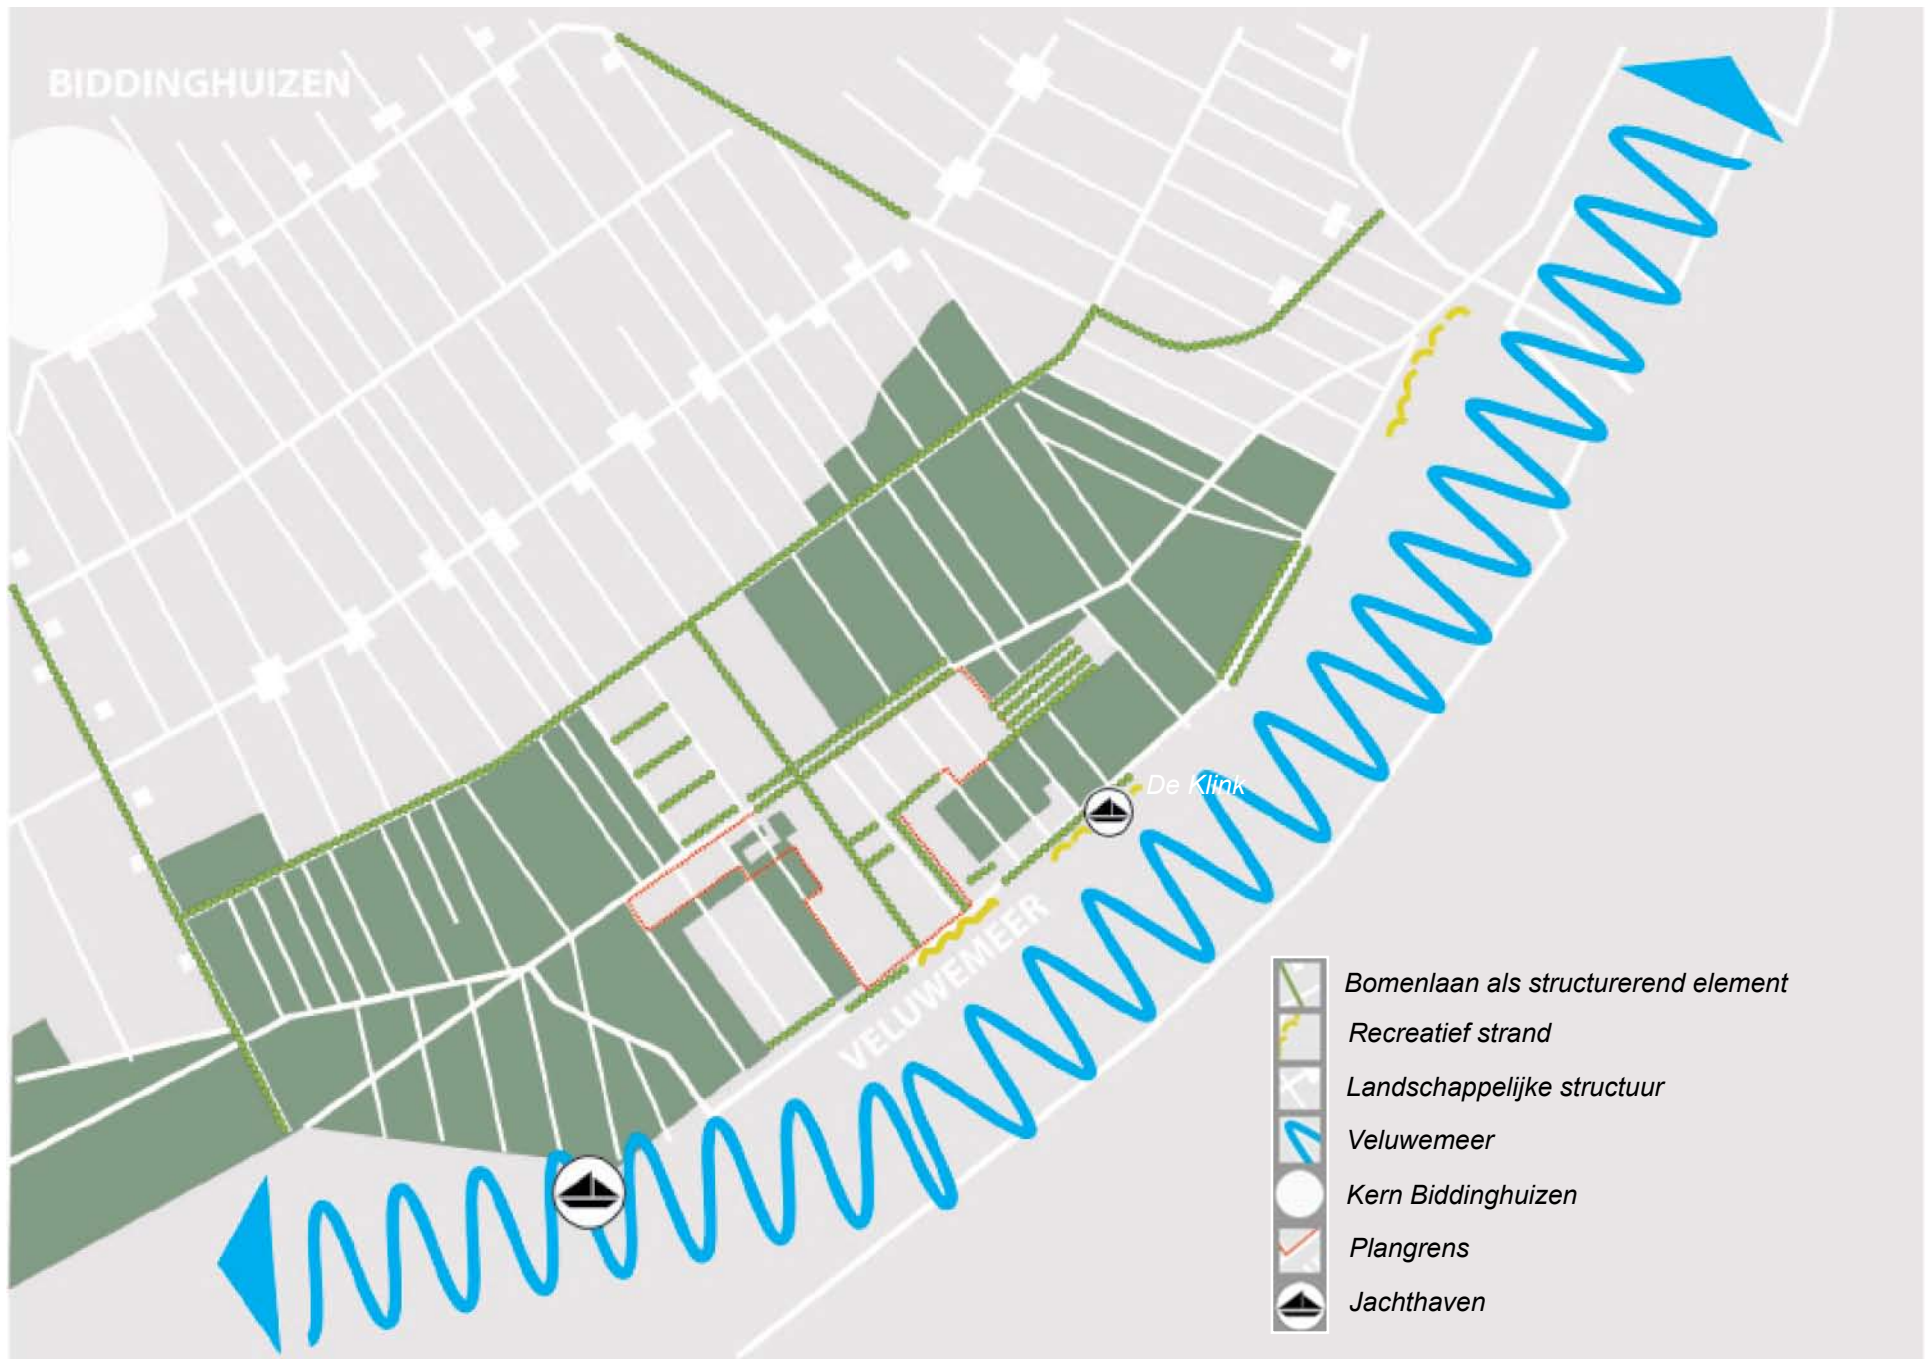 BIDDINGHUIZEN
De Klink
VELUWEMEER
Bomenlaan als structurerend element
Recreatief strand
Landschappelijke structuur
Veluwemeer
Kern Biddinghuizen
Plangrens
Jachthaven